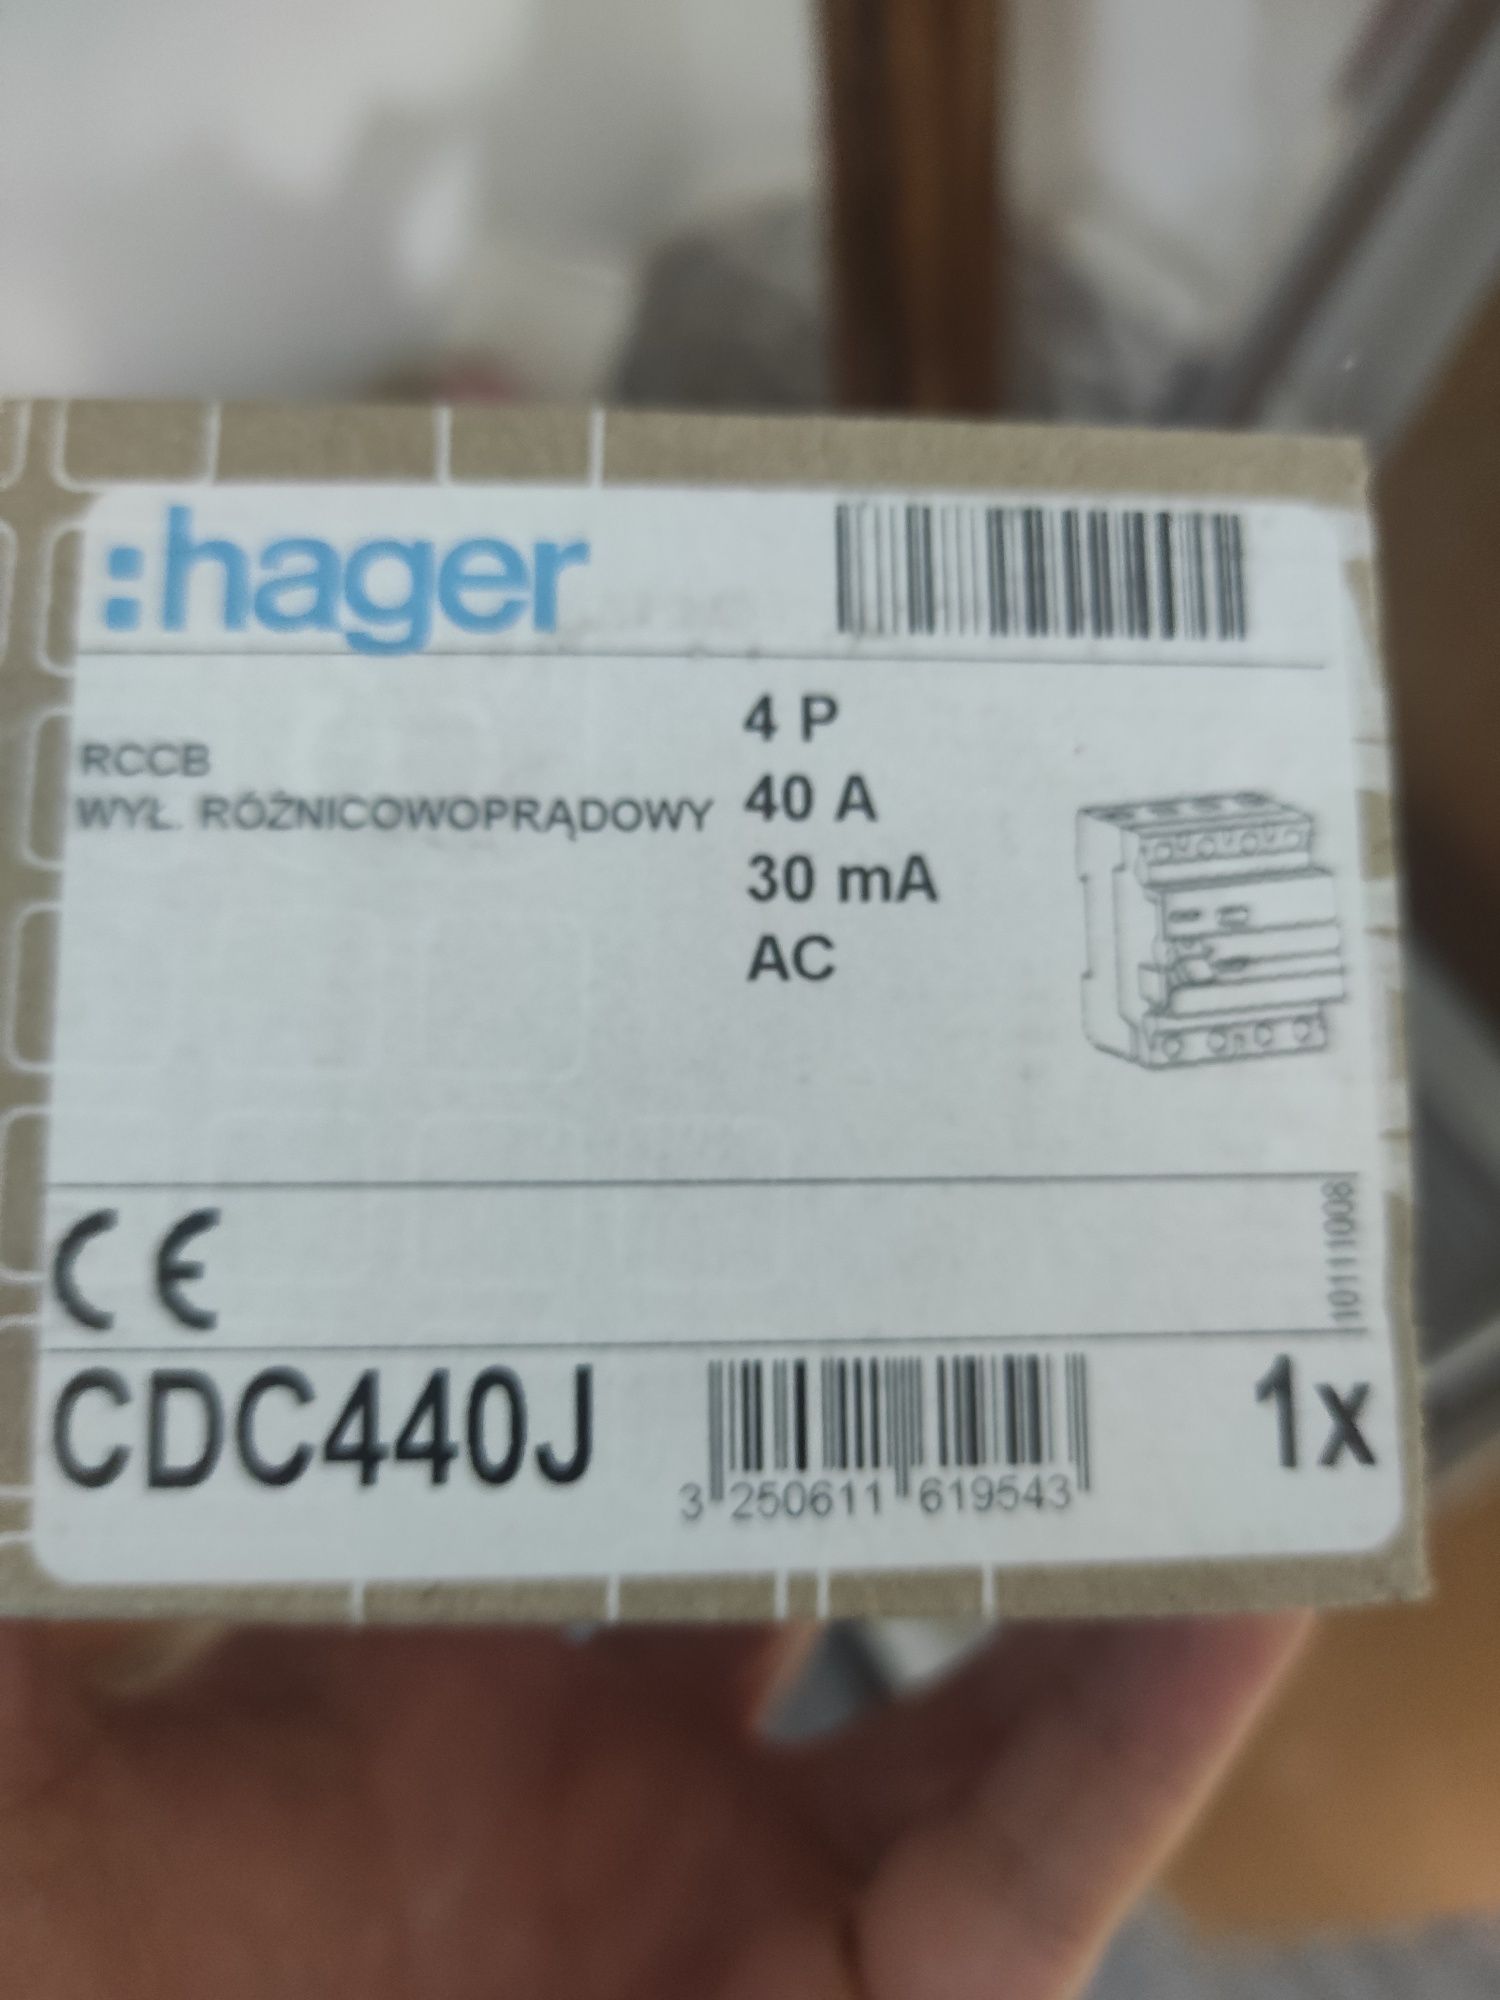 :hager
RCCB
WYŁ. RÓŻNICOWOPRĄDOWY
4 P
40 A
30 mA
AC
10111008
CE
CDC440J
3 250611 619543
1x